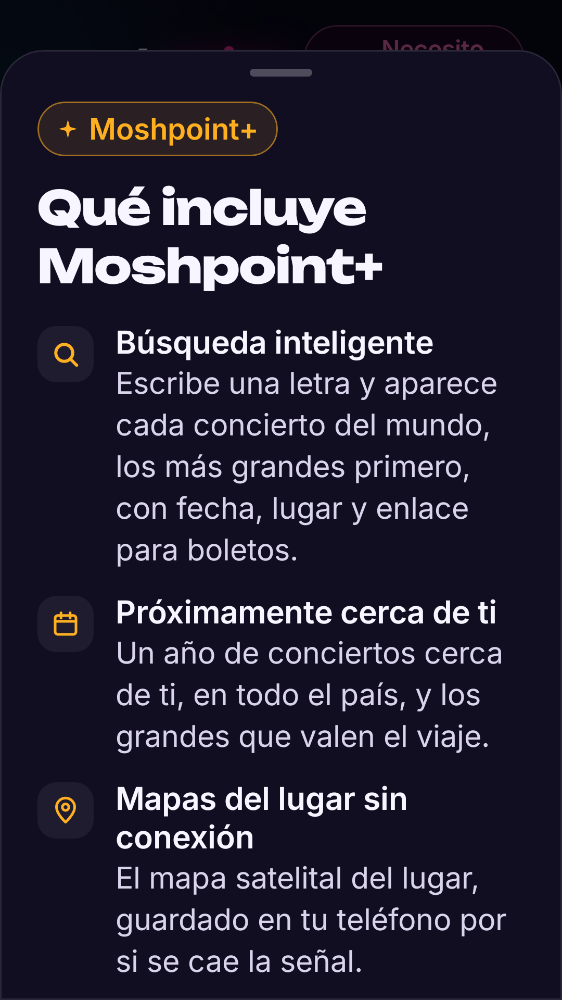 Necesito
Moshpoint+
Qué incluye
Moshpoint+
Búsqueda inteligente
Escribe una letra y aparece
cada concierto del mundo,
los más grandes primero,
con fecha, lugar y enlace
para boletos.
Próximamente cerca de ti
Un año de conciertos cerca
de ti, en todo el país, y los
grandes que valen el viaje.
Mapas del lugar sin
conexión
El mapa satelital del lugar,
guardado en tu teléfono por
si se cae la señal.